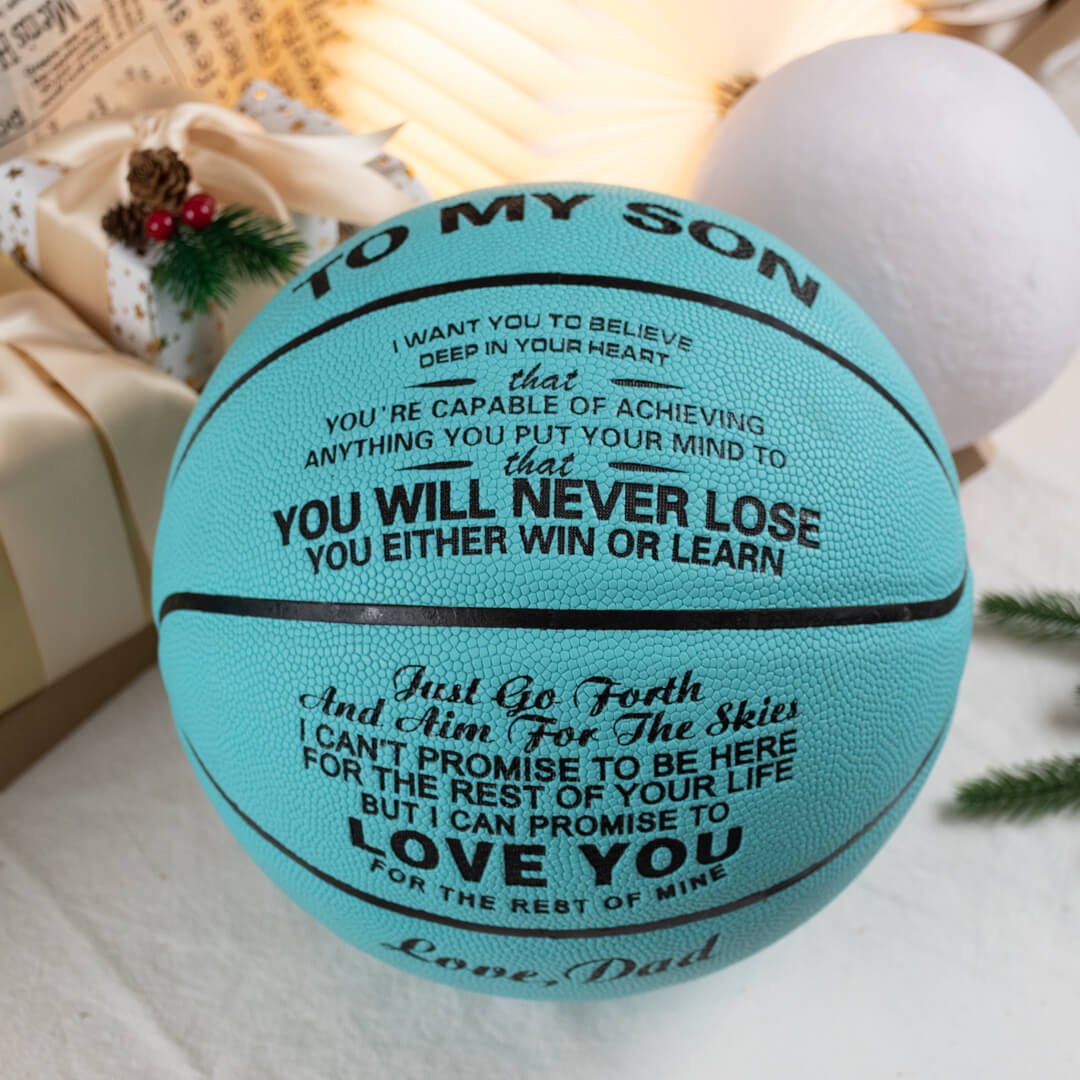 TO MY SON
I WANT YOU TO BELIEVE
DEEP IN YOUR HEART
that
YOU'RE CAPABLE OF ACHIEVING
ANYTHING YOU PUT YOUR MIND TO
that
YOU WILL NEVER LOSE
YOU EITHER WIN OR LEARN
Just Go Forth
And Aim For The Skies
I CAN'T PROMISE TO BE HERE
FOR THE REST OF YOUR LIFE
BUT I CAN PROMISE TO
LOVE YOU
FOR THE REST OF MINE
Love, Dad